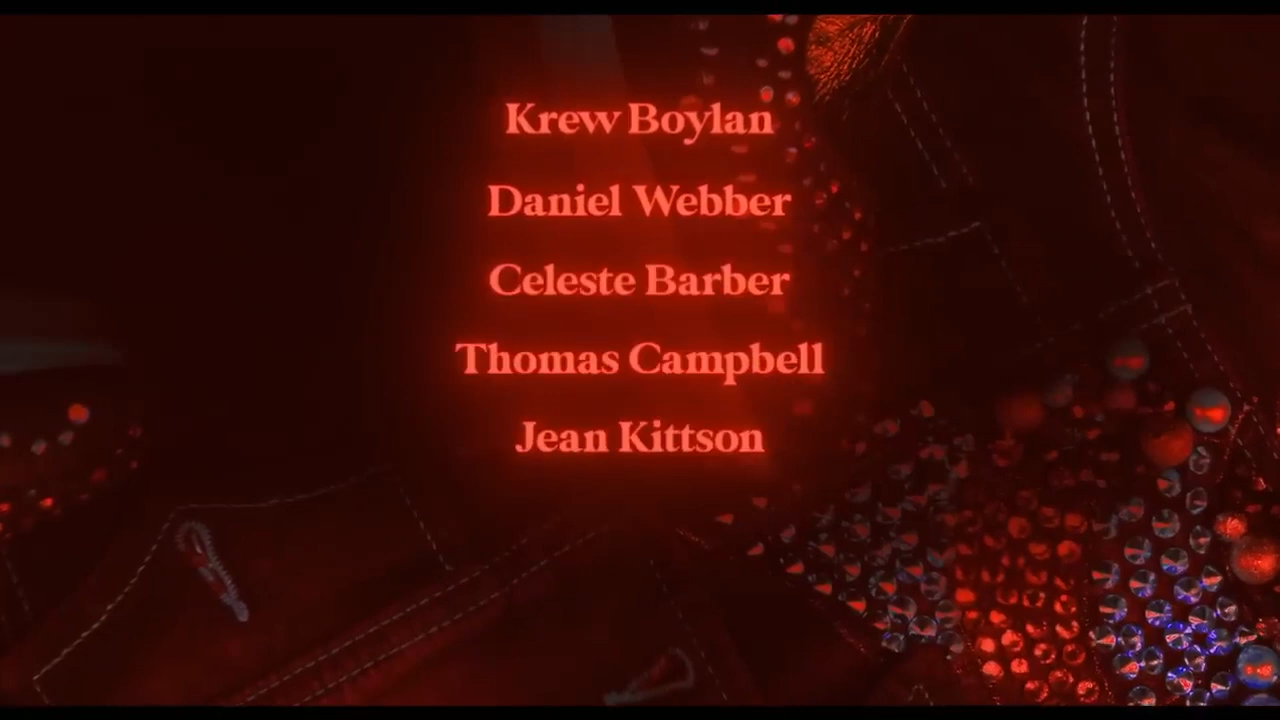 Krew Boylan
Daniel Webber
Celeste Barber
Thomas Campbell
Jean Kittson